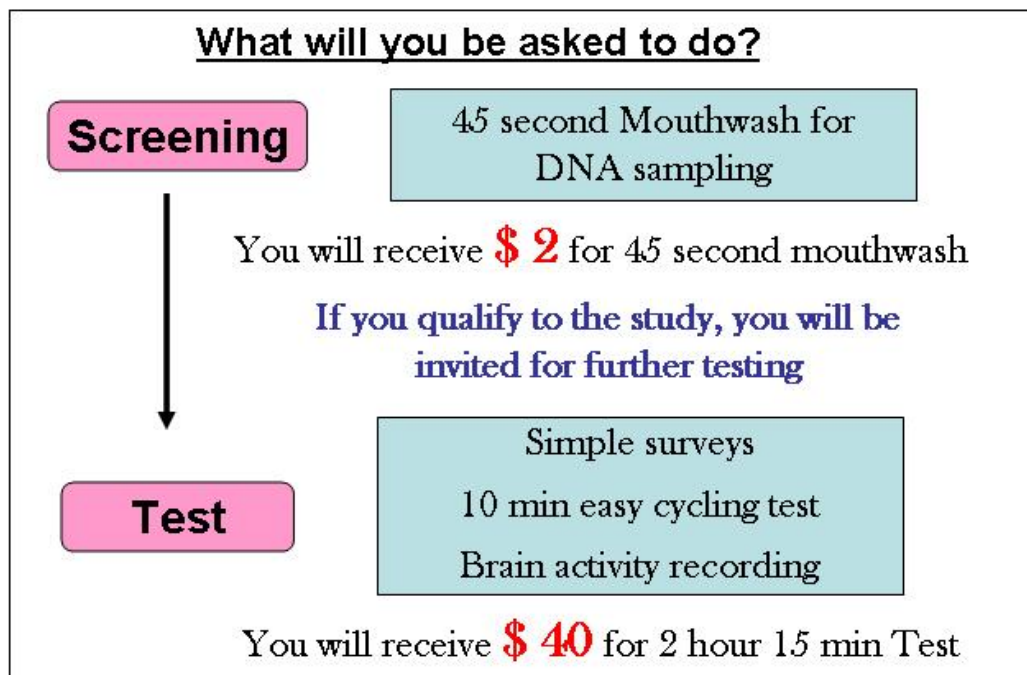 What will you be asked to do?
Screening
45 second Mouthwash for
DNA sampling
You will receive $ 2 for 45 second mouthwash
If you qualify to the study, you will be
invited for further testing
Test
Simple surveys
10 min easy cycling test
Brain activity recording
You will receive $ 40 for 2 hour 15 min Test